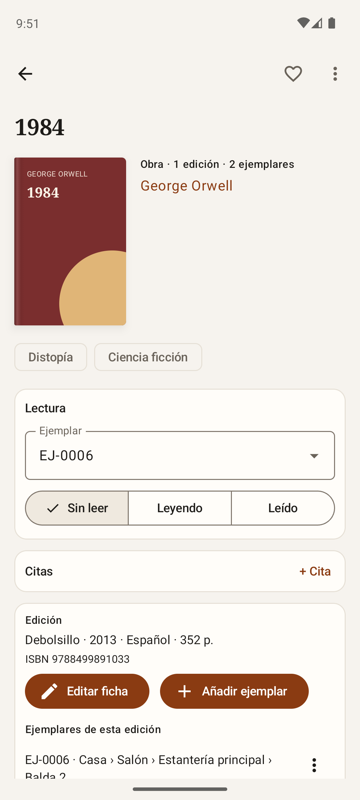 9:51
1984
GEORGE ORWELL
1984
Obra · 1 edición · 2 ejemplares
George Orwell
Distopía
Ciencia ficción
Lectura
Ejemplar
EJ-0006
Sin leer
Leyendo
Leído
Citas
+ Cita
Edición
Debolsillo · 2013 · Español · 352 p.
ISBN 9788499891033
Editar ficha
Añadir ejemplar
Ejemplares de esta edición
EJ-0006 · Casa › Salón › Estantería principal ›
Balda 2